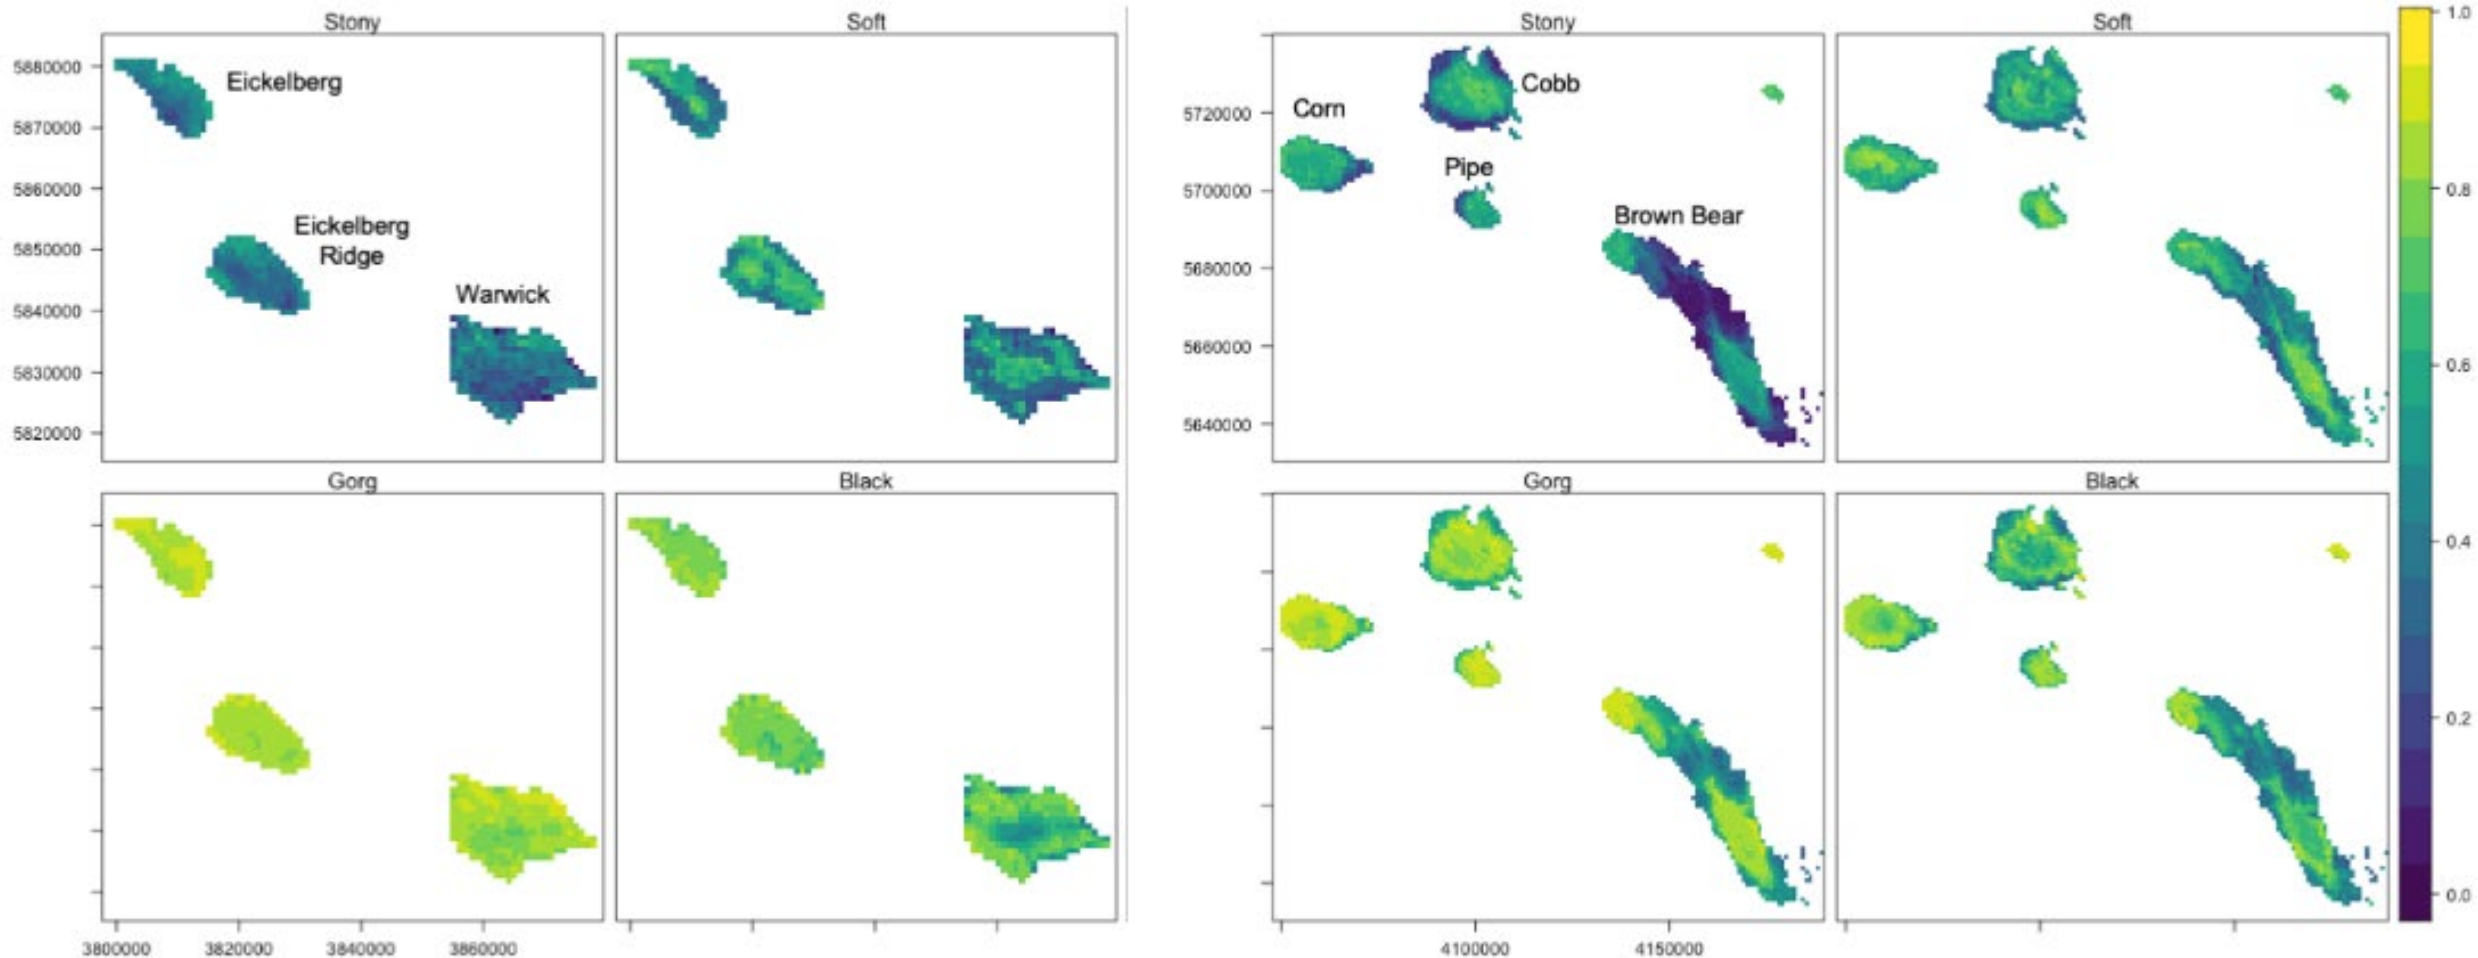 Stony
Soft
Stony
Soft
5880000
5870000
5860000
5850000
5840000
5830000
5820000
Eickelberg
Eickelberg
Ridge
Warwick
5720000
5700000
5680000
5660000
5640000
Corn
Cobb
Pipe
Brown Bear
1.0
0.8
0.6
0.4
0.2
0.0
Gorg
Black
Gorg
Black
3800000
3820000
3840000
3860000
4100000
4150000